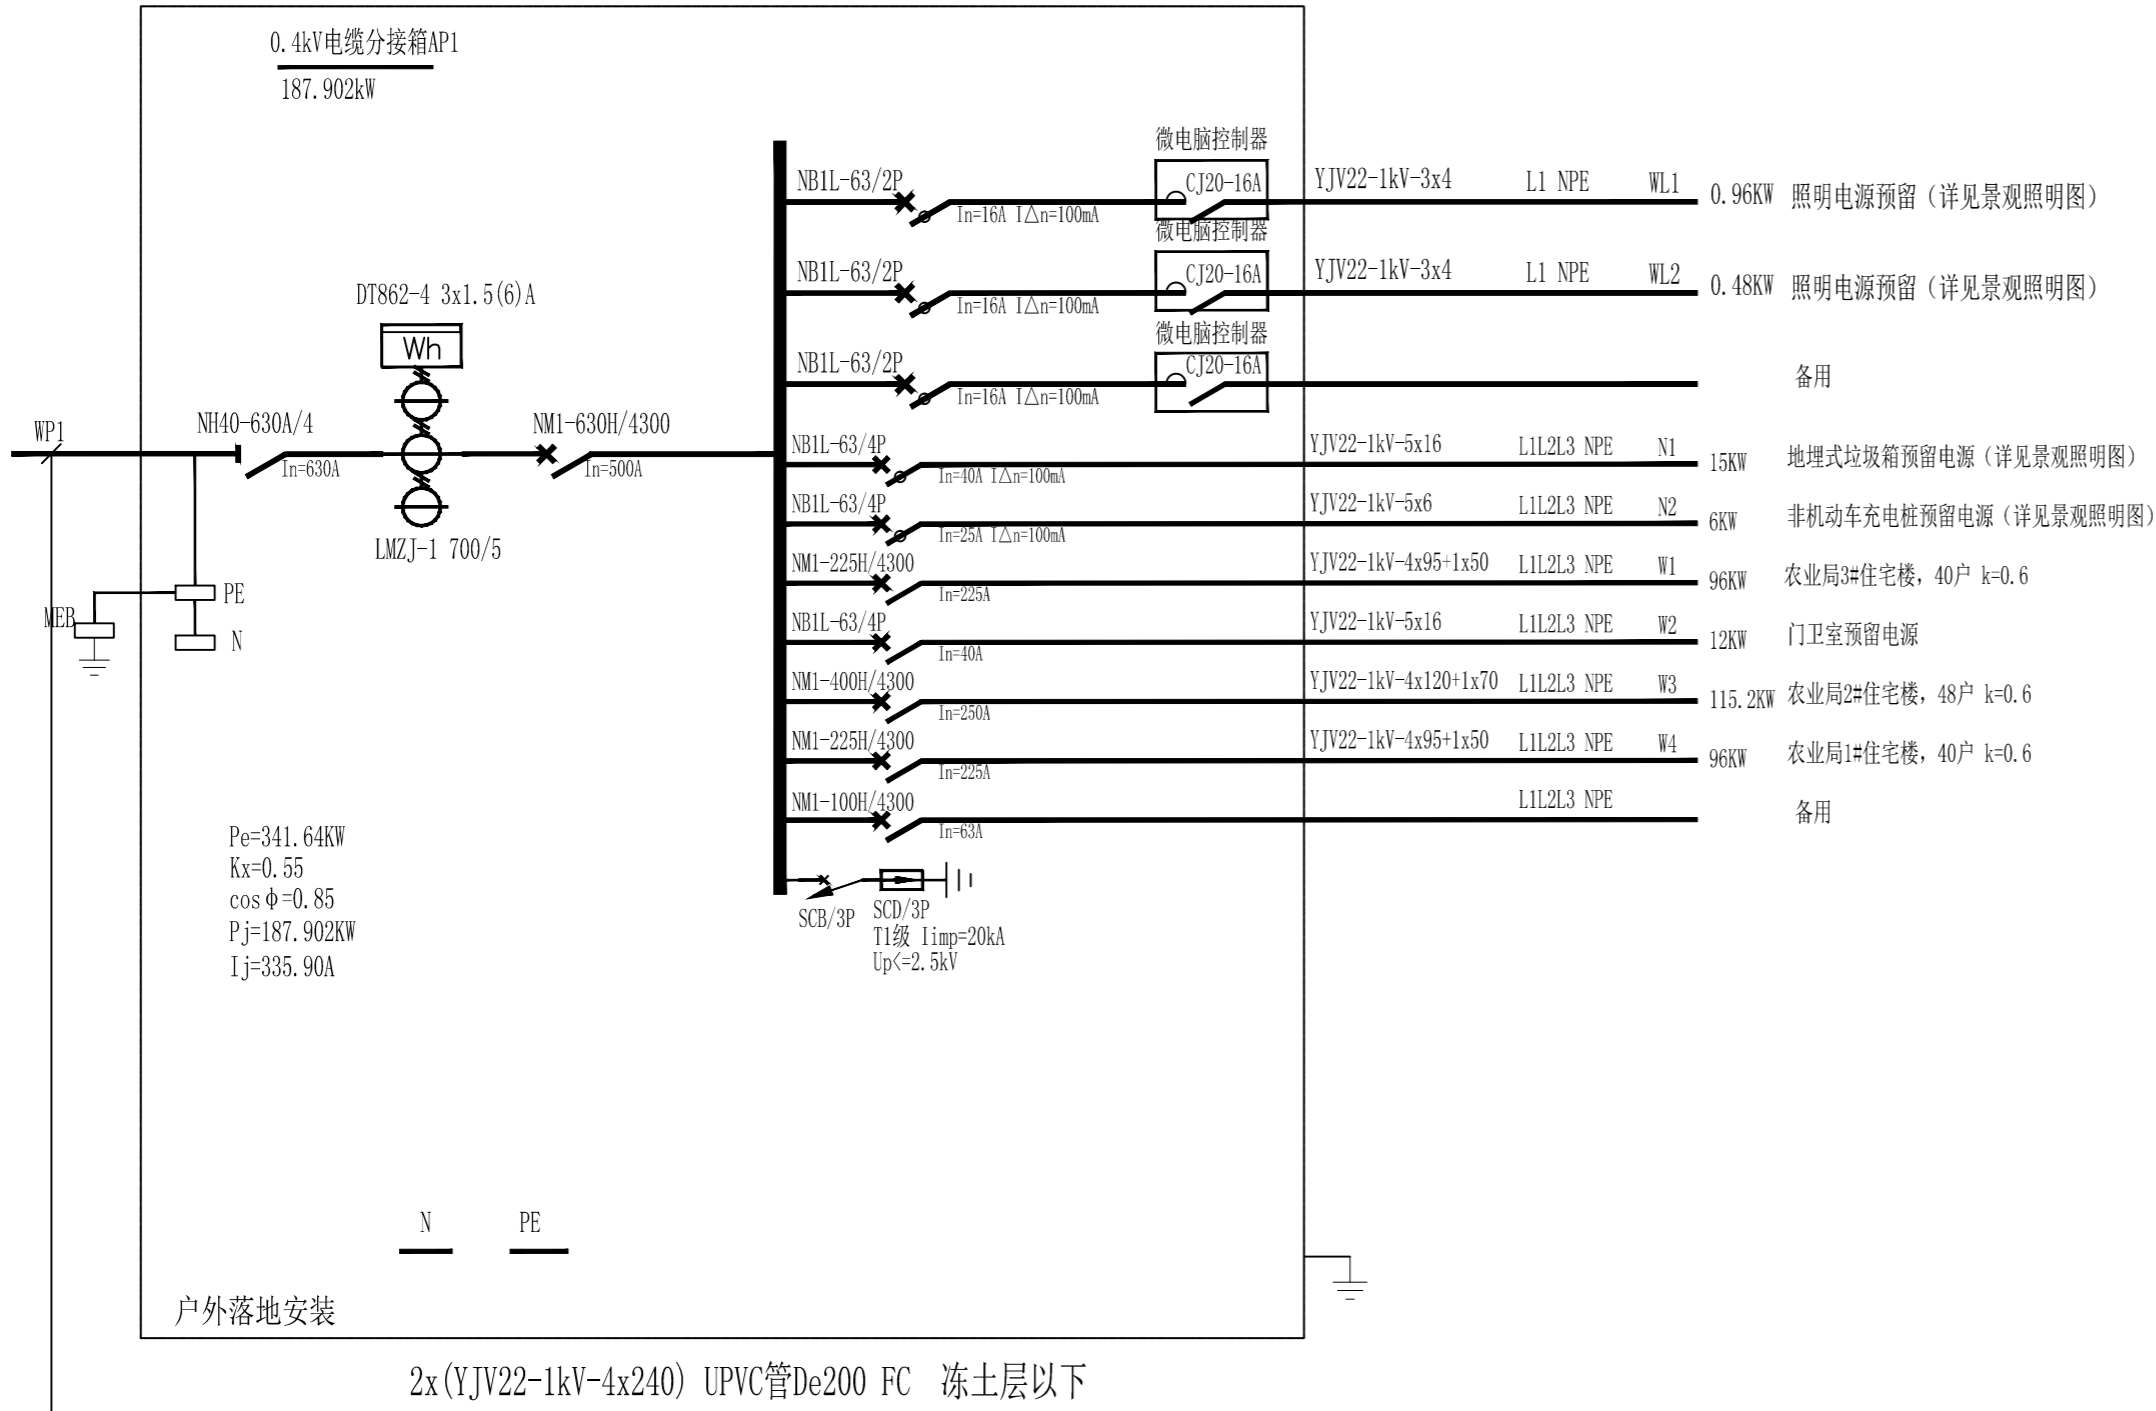 0.4kV电缆分接箱AP1
187.902kW
微电脑控制器
NB1L-63/2P
CJ20-16A
In=16A I△n=100mA
YJV22-1kV-3x4
L1 NPE
WL1
0.96KW
照明电源预留（详见景观照明图）
微电脑控制器
NB1L-63/2P
CJ20-16A
In=16A I△n=100mA
YJV22-1kV-3x4
L1 NPE
WL2
0.48KW
照明电源预留（详见景观照明图）
微电脑控制器
NB1L-63/2P
CJ20-16A
In=16A I△n=100mA
备用
DT862-4 3x1.5(6)A
Wh
WP1
NH40-630A/4
In=630A
NM1-630H/4300
In=500A
LMZJ-1 700/5
NB1L-63/4P
In=40A I△n=100mA
YJV22-1kV-5x16
L1L2L3 NPE
N1
15KW
地埋式垃圾箱预留电源（详见景观照明图）
NB1L-63/4P
In=25A I△n=100mA
YJV22-1kV-5x6
L1L2L3 NPE
N2
6KW
非机动车充电桩预留电源（详见景观照明图）
NM1-225H/4300
In=225A
YJV22-1kV-4x95+1x50
L1L2L3 NPE
W1
96KW
农业局3#住宅楼，40户 k=0.6
NB1L-63/4P
In=40A
YJV22-1kV-5x16
L1L2L3 NPE
W2
12KW
门卫室预留电源
NM1-400H/4300
In=250A
YJV22-1kV-4x120+1x70
L1L2L3 NPE
W3
115.2KW
农业局2#住宅楼，48户 k=0.6
NM1-225H/4300
In=225A
YJV22-1kV-4x95+1x50
L1L2L3 NPE
W4
96KW
农业局1#住宅楼，40户 k=0.6
NM1-100H/4300
In=63A
L1L2L3 NPE
备用
PE
MEB
N
Pe=341.64KW
Kx=0.55
cosφ=0.85
Pj=187.902KW
Ij=335.90A
SCB/3P
SCD/3P
T1级 Iimp=20kA
Up<=2.5kV
N
PE
户外落地安装
2x(YJV22-1kV-4x240) UPVC管De200 FC 冻土层以下